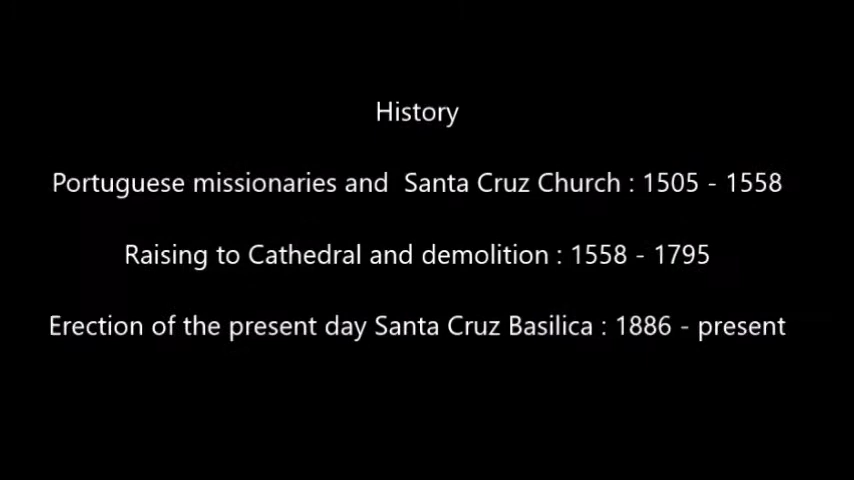 History
Portuguese missionaries and  Santa Cruz Church : 1505 - 1558
Raising to Cathedral and demolition : 1558 - 1795
Erection of the present day Santa Cruz Basilica : 1886 - present